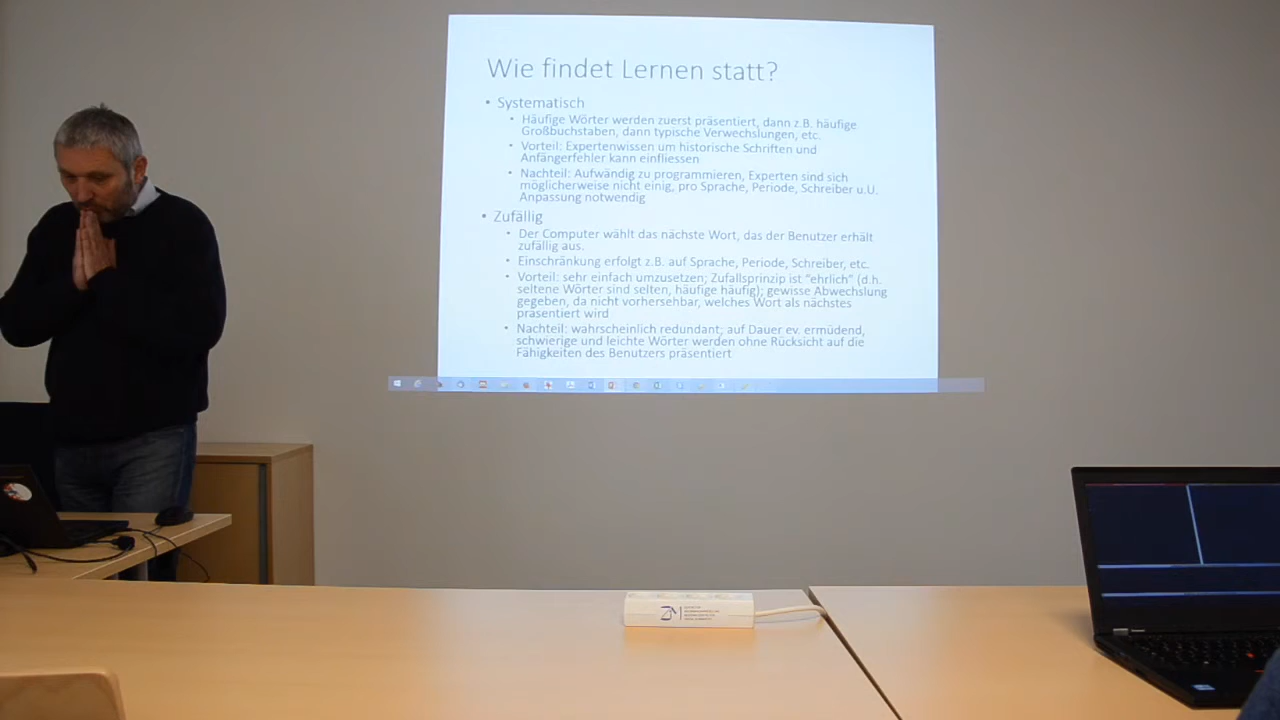 Wie findet Lernen statt?
• Systematisch
• Häufige Wörter werden zuerst präsentiert, dann z.B. häufige
Großbuchstaben, dann typische Verwechslungen, etc.
• Vorteil: Expertenwissen um historische Schriften und
Anfängerfehler kann einfliessen
• Nachteil: Aufwändig zu programmieren, Experten sind sich
möglicherweise nicht einig, pro Sprache, Periode, Schreiber u.U.
Anpassung notwendig
• Zufällig
• Der Computer wählt das nächste Wort, das der Benutzer erhält
zufällig aus.
• Einschränkung erfolgt z.B. auf Sprache, Periode, Schreiber, etc.
• Vorteil: sehr einfach umzusetzen; Zufallsprinzip ist "ehrlich" (d.h.
seltene Wörter sind selten, häufige häufig); gewisse Abwechslung
gegeben, da nicht vorhersehbar, welches Wort als nächstes
präsentiert wird
• Nachteil: wahrscheinlich redundant; auf Dauer ev. ermüdend,
schwierige und leichte Wörter werden ohne Rücksicht auf die
Fähigkeiten des Benutzers präsentiert